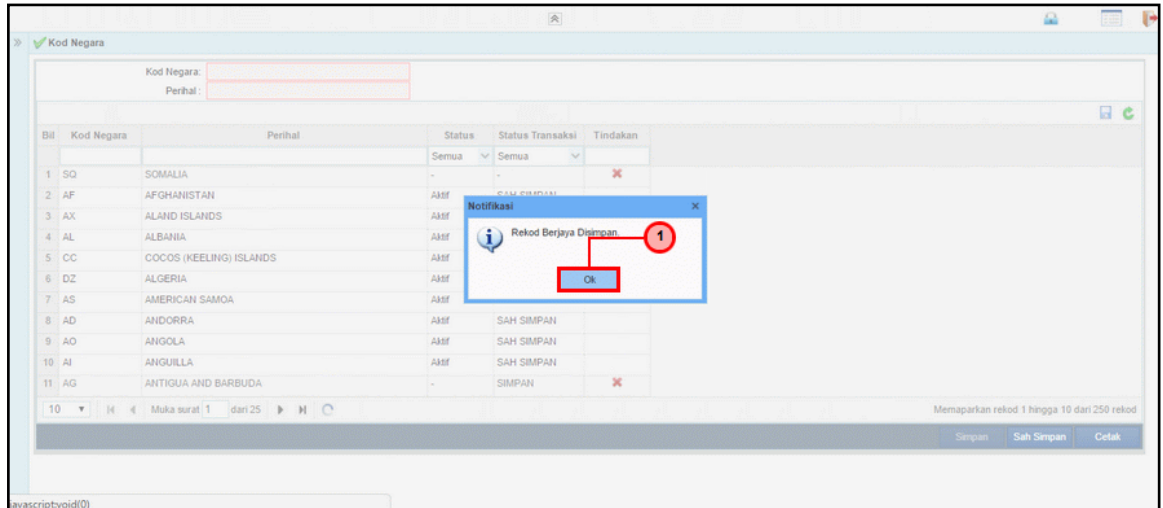 Kod Negara
Kod Negara:
Perihal :
Bil Kod Negara Perihal Status Status Transaksi Tindakan
Semua Semua
1 SQ SOMALIA - -
2 AF AFGHANISTAN Aktif SAH SIMPAN
3 AX ALAND ISLANDS Aktif
4 AL ALBANIA Aktif
5 CC COCOS (KEELING) ISLANDS Aktif
6 DZ ALGERIA Aktif
7 AS AMERICAN SAMOA Aktif
8 AD ANDORRA Aktif SAH SIMPAN
9 AO ANGOLA Aktif SAH SIMPAN
10 AI ANGUILLA Aktif SAH SIMPAN
11 AG ANTIGUA AND BARBUDA - SIMPAN
Notifikasi ×
Rekod Berjaya Disimpan.
1
Ok
10 Muka surat 1 dari 25 Memaparkan rekod 1 hingga 10 dari 250 rekod
Simpan Sah Simpan Cetak
javascript:void(0)